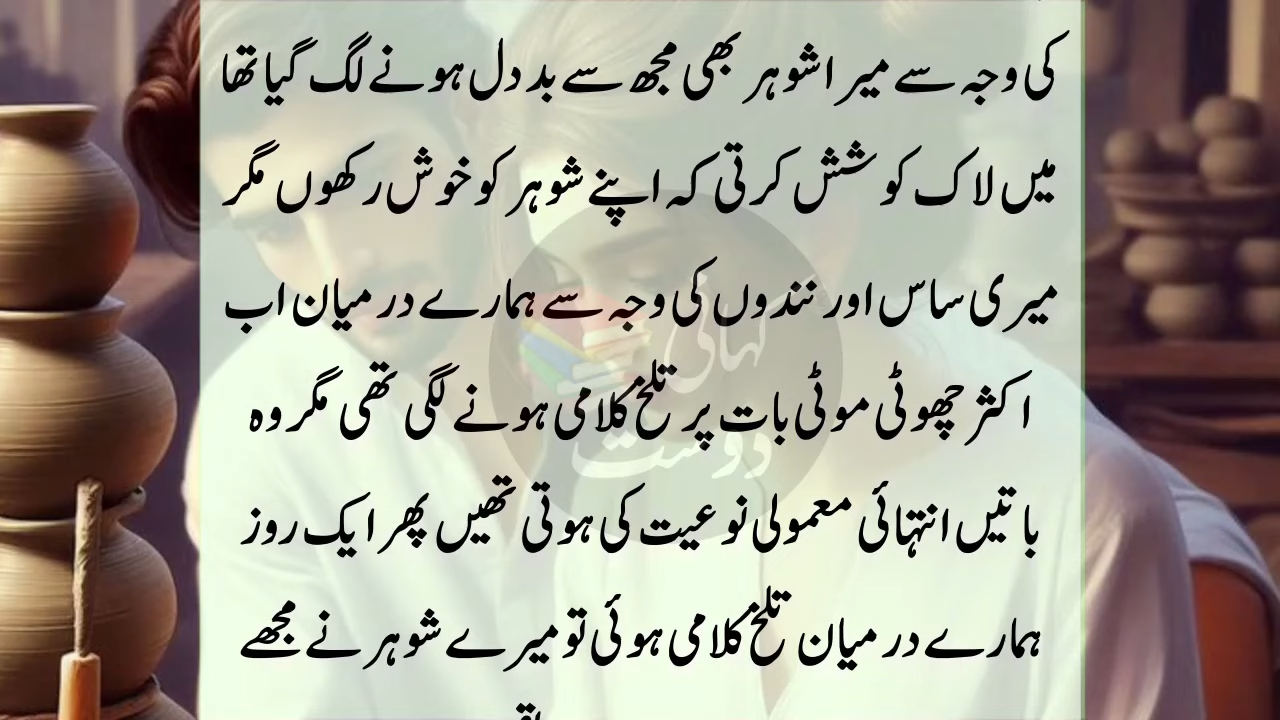 کی وجہ سے میرا شوہر بھی مجھ سے بد دل ہونے لگ گیا تھا
میں لاک کوشش کرتی کہ اپنے شوہر کو خوش رکھوں مگر
میری ساس اور نندوں کی وجہ سے ہمارے درمیان اب
اکثر چھوٹی موٹی بات پر تلخ کلامی ہونے لگی تھی مگر وہ
باتیں انتہائی معمولی نوعیت کی ہوتی تھیں پھر ایک روز
ہمارے درمیان تلخ کلامی ہوئی تو میرے شوہر نے مجھے
کہانی
دوست